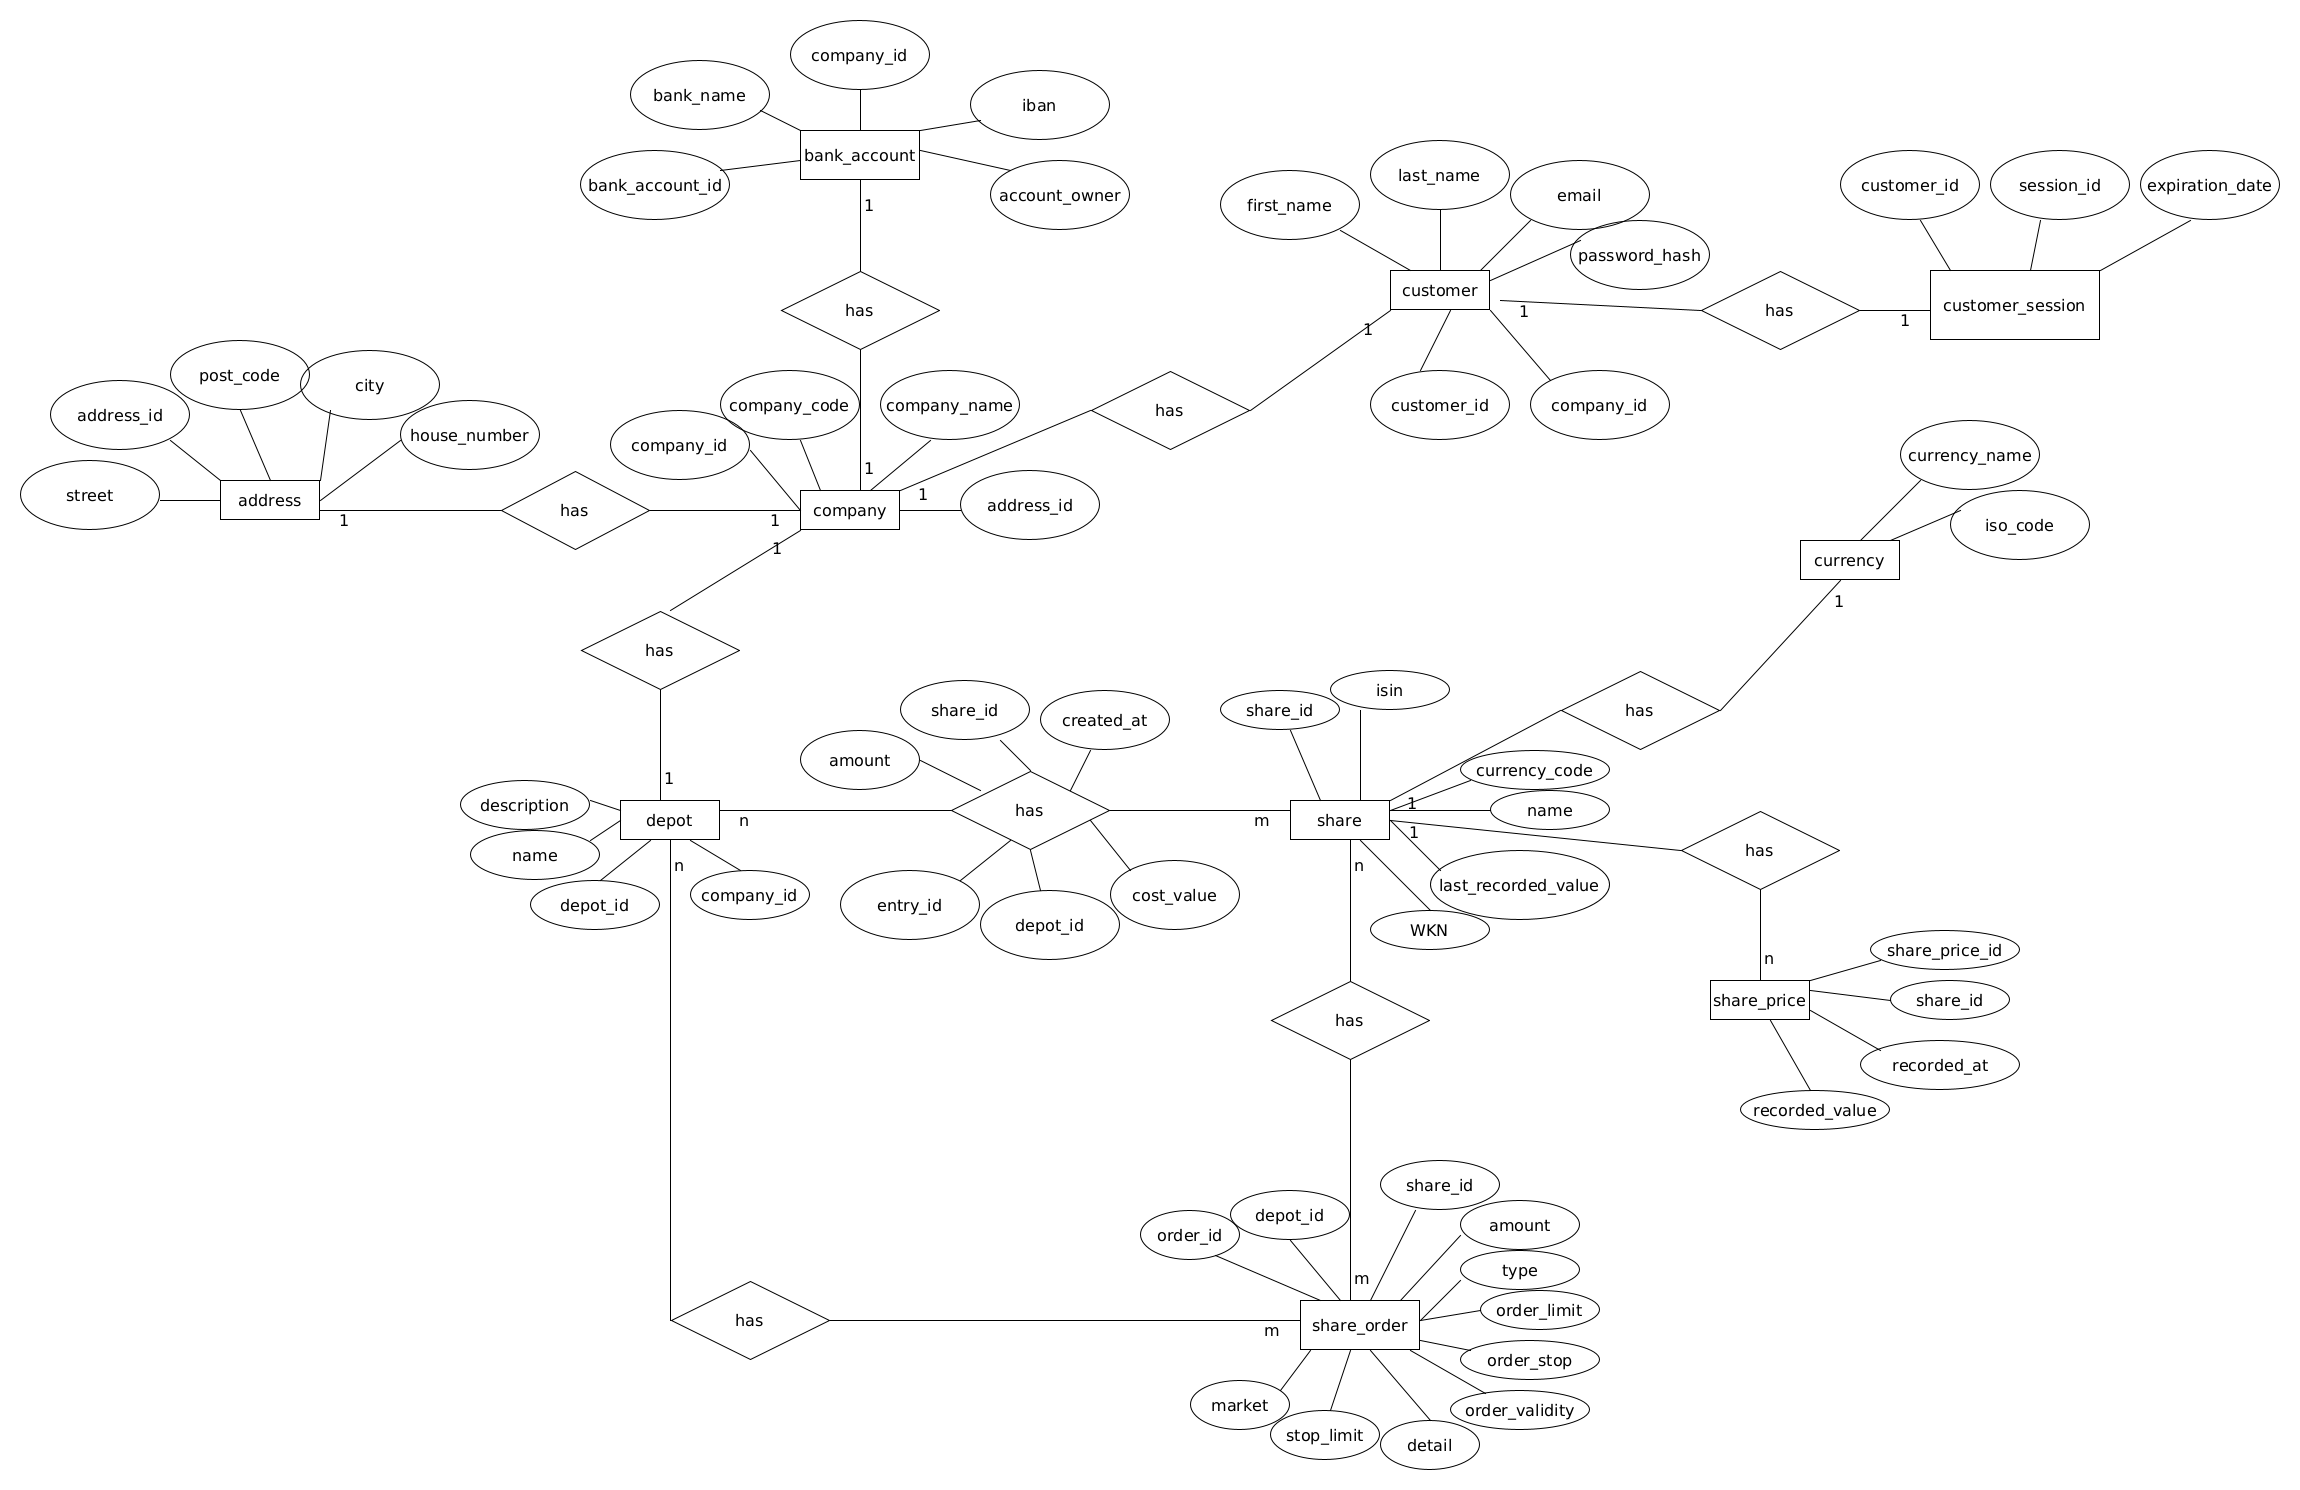 company_id
bank_name
iban
bank_account
bank_account_id
account_owner
1
has
1
last_name
first_name
email
password_hash
customer
1
1
customer_id
company_id
has
customer_id
session_id
expiration_date
customer_session
1
has
post_code
city
address_id
house_number
street
address
1
has
1
company_code
company_name
company_id
company
1
address_id
1
has
1
currency_name
iso_code
currency
1
has
1
description
depot
name
n
n
depot_id
company_id
share_id
created_at
amount
has
entry_id
depot_id
cost_value
m
isin
share_id
currency_code
1
name
share
1
n
last_recorded_value
WKN
has
n
share_price_id
share_price
share_id
recorded_at
recorded_value
has
share_id
depot_id
order_id
amount
type
m
order_limit
share_order
m
has
order_stop
order_validity
market
stop_limit
detail